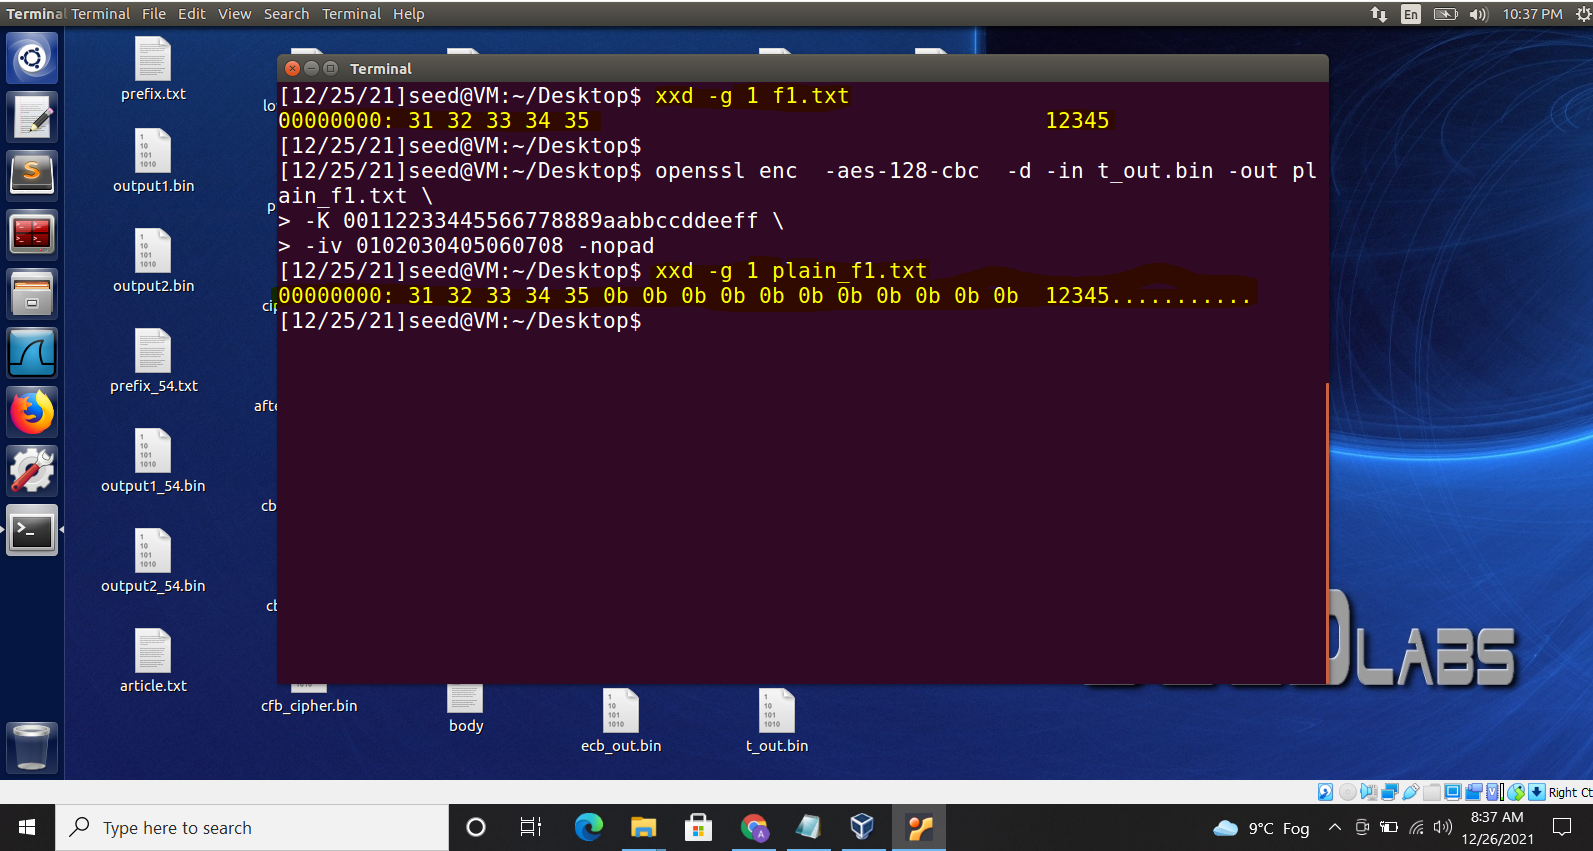 Terminal Terminal File Edit View Search Terminal Help En 10:37 PM
prefix.txt
output1.bin
output2.bin
prefix_54.txt
output1_54.bin
output2_54.bin
article.txt
Terminal
[12/25/21]seed@VM:~/Desktop$ xxd -g 1 f1.txt
00000000: 31 32 33 34 35 12345
[12/25/21]seed@VM:~/Desktop$
[12/25/21]seed@VM:~/Desktop$ openssl enc  -aes-128-cbc  -d -in t_out.bin -out pl
ain_f1.txt \
> -K 00112233445566778889aabbccddeeff \
> -iv 0102030405060708 -nopad
[12/25/21]seed@VM:~/Desktop$ xxd -g 1 plain_f1.txt
00000000: 31 32 33 34 35 0b 0b 0b 0b 0b 0b 0b 0b 0b 0b 0b  12345...........
[12/25/21]seed@VM:~/Desktop$
cfb_cipher.bin
body
ecb_out.bin
t_out.bin
LABS
Right Ct
Type here to search
9°C Fog
8:37 AM
12/26/2021